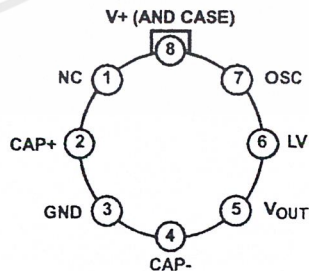 V+ (AND CASE)
8
NC 1 7 OSC
CAP+ 2 6 LV
GND 3 5 VOUT
4
CAP-